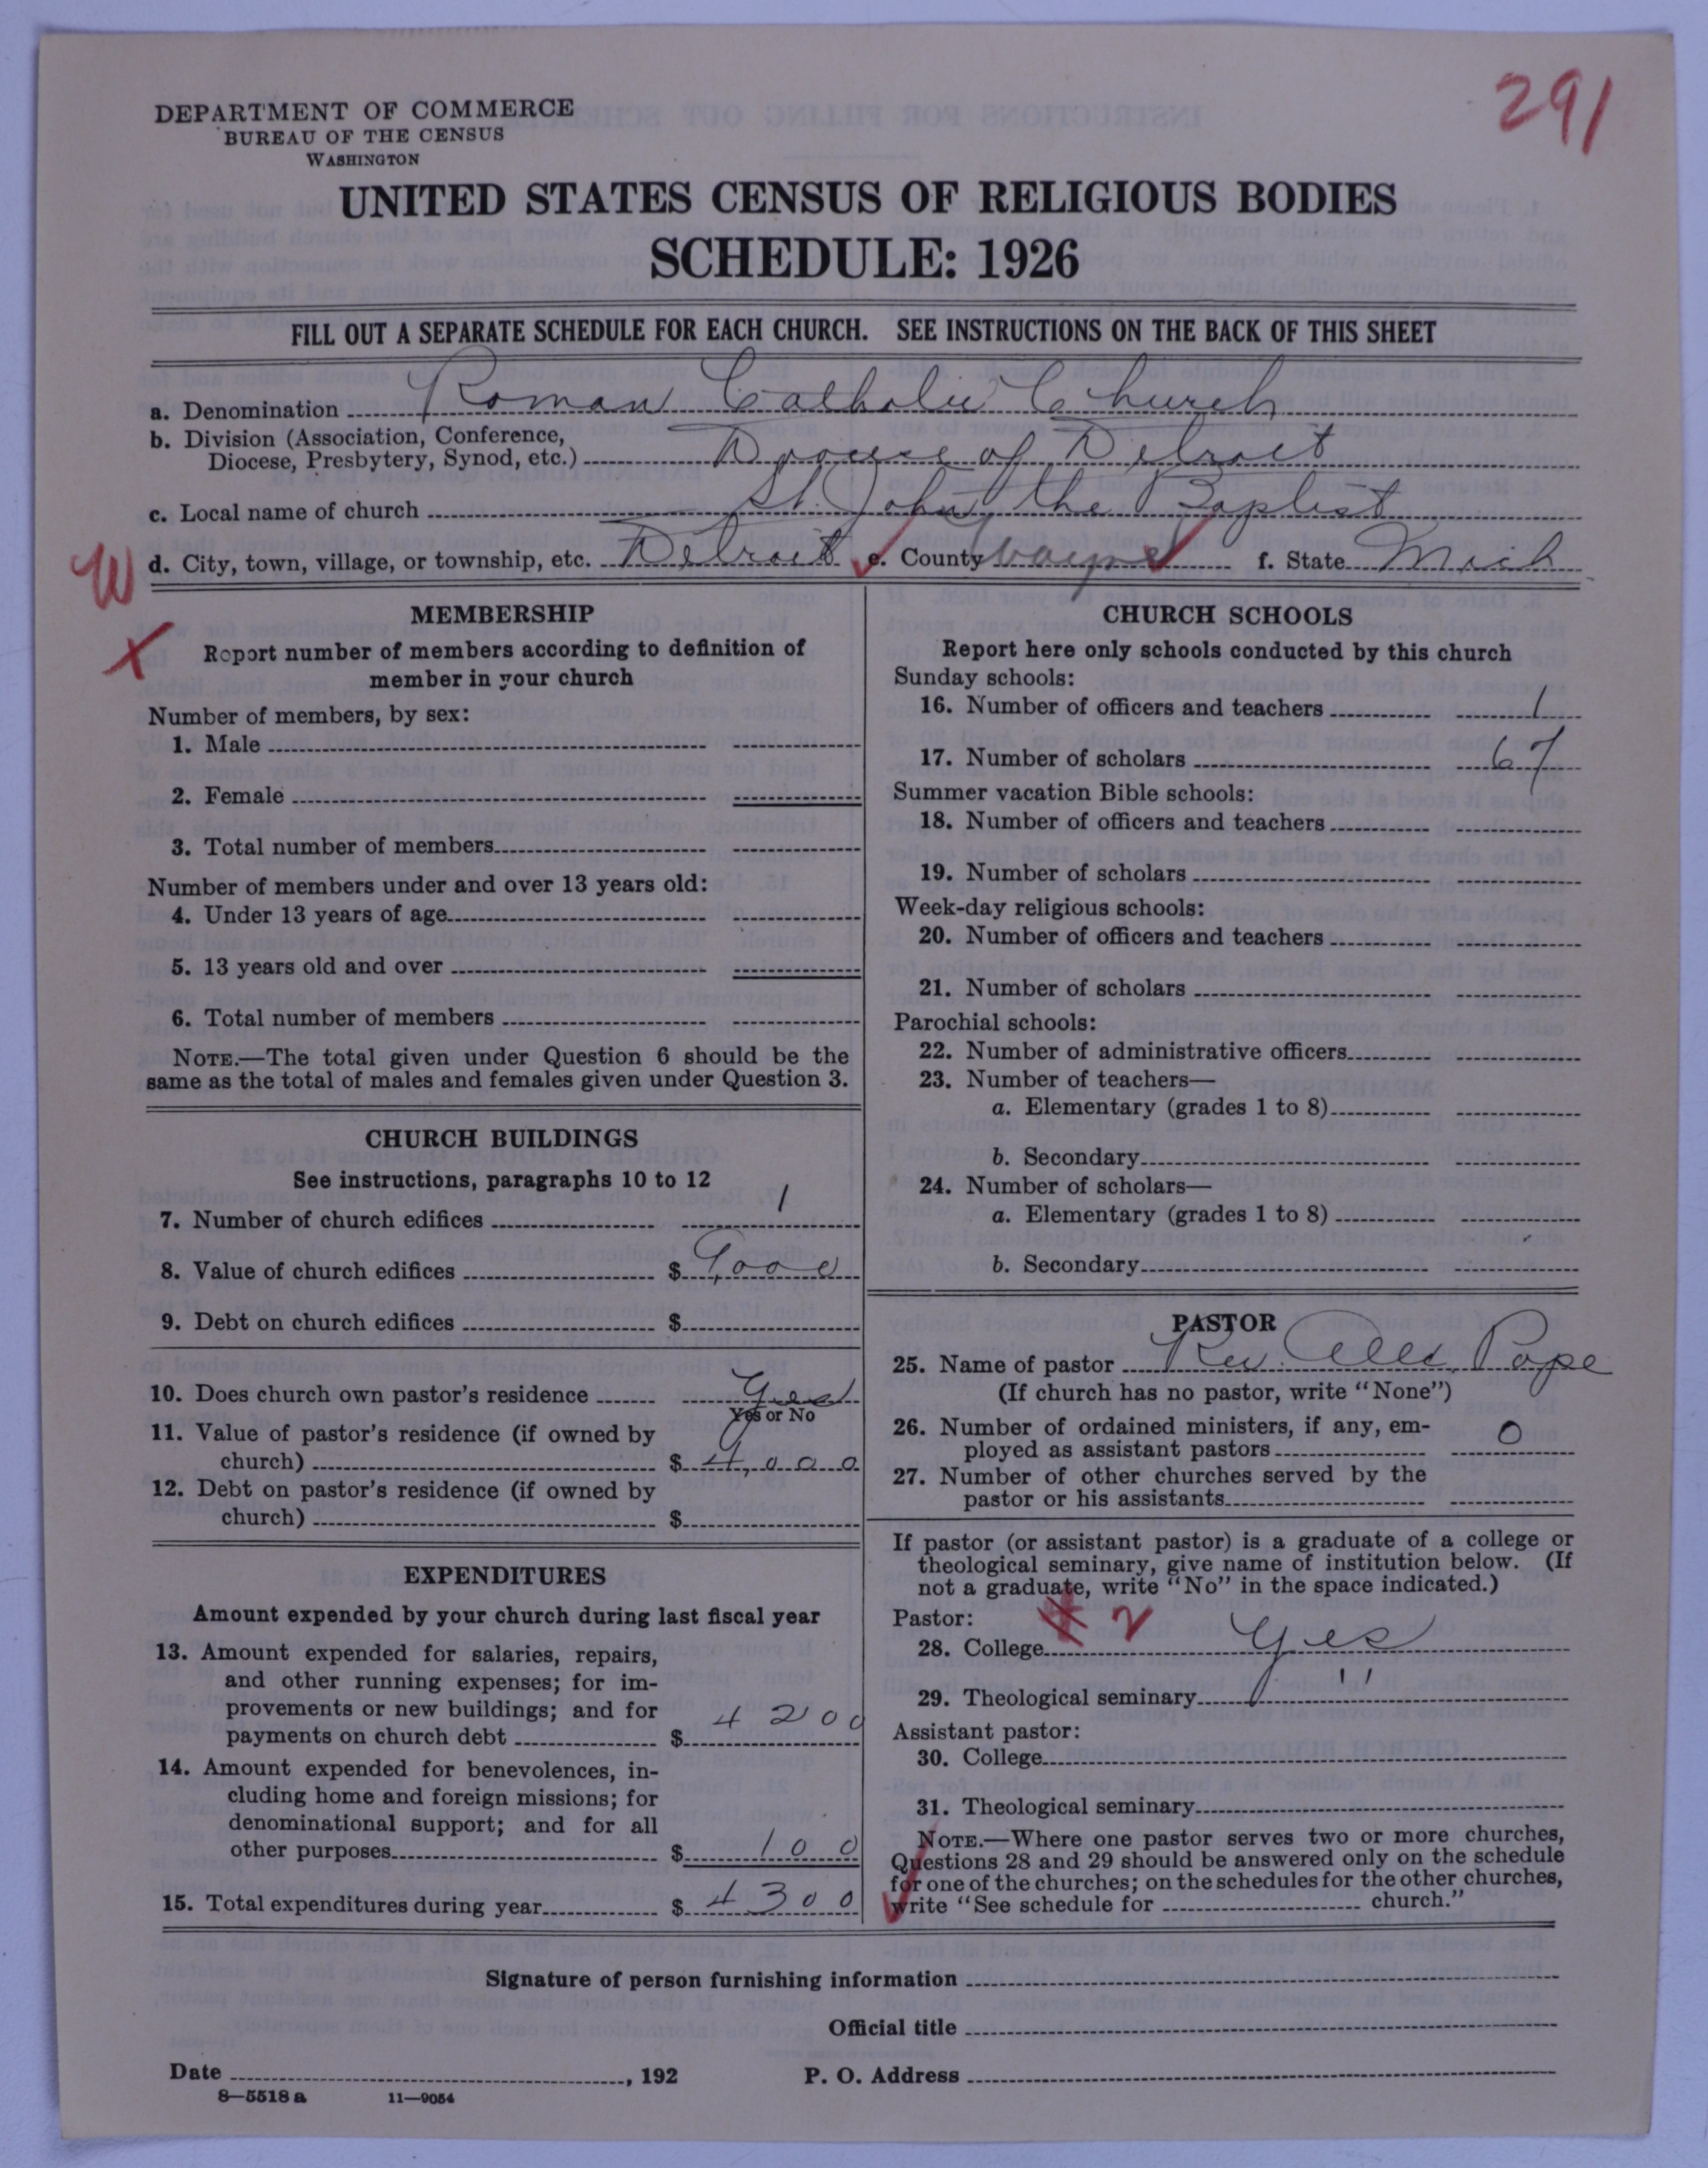 291
DEPARTMENT OF COMMERCE
BUREAU OF THE CENSUS
WASHINGTON
UNITED STATES CENSUS OF RELIGIOUS BODIES
SCHEDULE: 1926
FILL OUT A SEPARATE SCHEDULE FOR EACH CHURCH. SEE INSTRUCTIONS ON THE BACK OF THIS SHEET
a. Denomination Roman Catholic Church
b. Division (Association, Conference,
Diocese, Presbytery, Synod, etc.) Diocese of Detroit
c. Local name of church St. John the Baptist
W d. City, town, village, or township, etc. Detroit e. County Wayne f. State Mich
X
MEMBERSHIP
Report number of members according to definition of
member in your church
Number of members, by sex:
1. Male
2. Female
3. Total number of members
Number of members under and over 13 years old:
4. Under 13 years of age
5. 13 years old and over
6. Total number of members
NOTE.—The total given under Question 6 should be the
same as the total of males and females given under Question 3.
CHURCH BUILDINGS
See instructions, paragraphs 10 to 12
7. Number of church edifices 1
8. Value of church edifices $ 9,000
9. Debt on church edifices $
10. Does church own pastor's residence Yes
Yes or No
11. Value of pastor's residence (if owned by
church) $ 4,000
12. Debt on pastor's residence (if owned by
church) $
EXPENDITURES
Amount expended by your church during last fiscal year
13. Amount expended for salaries, repairs,
and other running expenses; for im-
provements or new buildings; and for
payments on church debt $ 4200
14. Amount expended for benevolences, in-
cluding home and foreign missions; for
denominational support; and for all
other purposes $ 100
15. Total expenditures during year $ 4300
CHURCH SCHOOLS
Report here only schools conducted by this church
Sunday schools:
16. Number of officers and teachers 1
17. Number of scholars 67
Summer vacation Bible schools:
18. Number of officers and teachers
19. Number of scholars
Week-day religious schools:
20. Number of officers and teachers
21. Number of scholars
Parochial schools:
22. Number of administrative officers
23. Number of teachers—
a. Elementary (grades 1 to 8)
b. Secondary
24. Number of scholars—
a. Elementary (grades 1 to 8)
b. Secondary
PASTOR
25. Name of pastor Rev. Alex. Pope
(If church has no pastor, write "None")
26. Number of ordained ministers, if any, em-
ployed as assistant pastors 0
27. Number of other churches served by the
pastor or his assistants
If pastor (or assistant pastor) is a graduate of a college or
theological seminary, give name of institution below. (If
not a graduate, write "No" in the space indicated.)
Pastor: 2
28. College Yes
29. Theological seminary "
Assistant pastor:
30. College
31. Theological seminary
NOTE.—Where one pastor serves two or more churches,
Questions 28 and 29 should be answered only on the schedule
for one of the churches; on the schedules for the other churches,
write "See schedule for church."
Signature of person furnishing information
Official title
Date , 192 P. O. Address
8—5518 a 11—9054